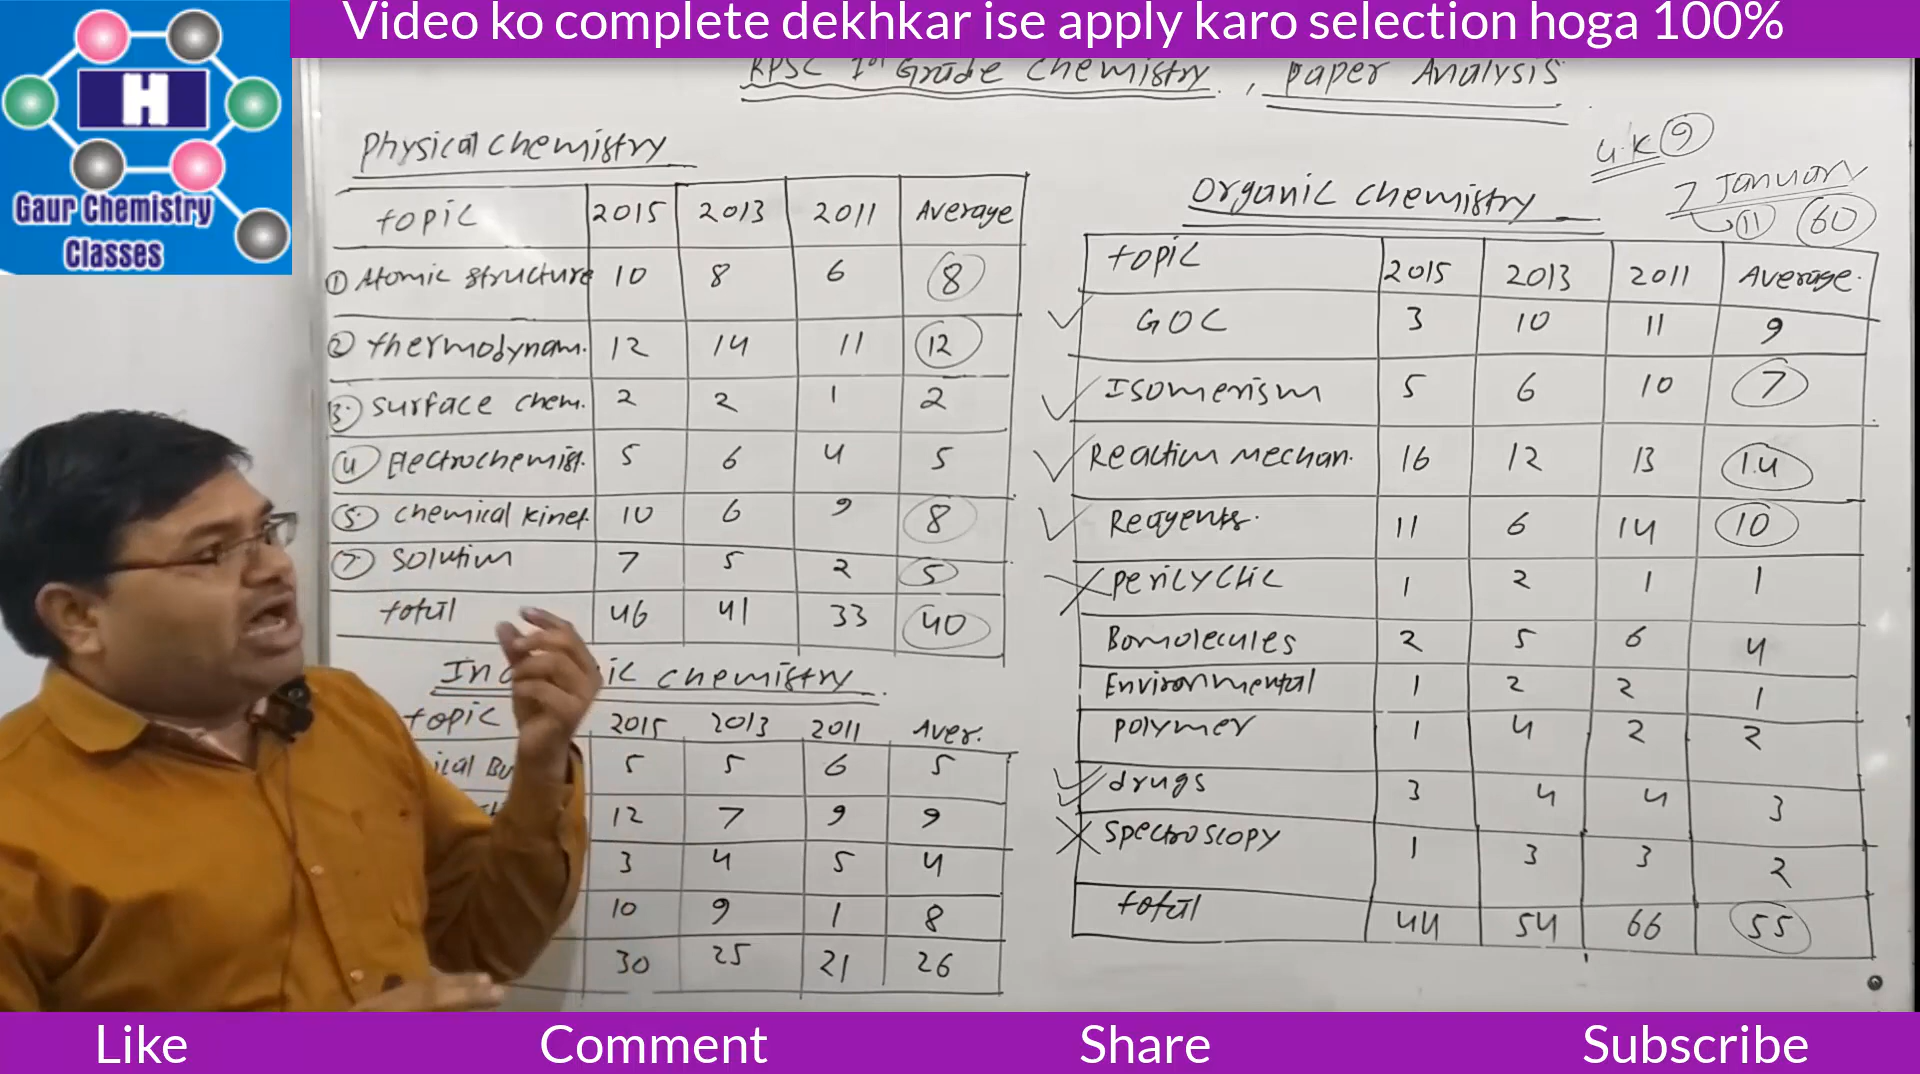 Video ko complete dekhkar ise apply karo selection hoga 100%
H
Gaur Chemistry
Classes
RPSC 1st Grade Chemistry, paper Analysis
Physical Chemistry
topic 2015 2013 2011 Average
① Atomic structure 10 8 6 8
② thermodynam. 12 14 11 12
3. Surface chem. 2 2 1 2
④ Electrochemist. 5 6 4 5
⑤ chemical kinet. 10 6 9 8
⑦ solution 7 5 2 5
total 46 41 33 40
chemistry
topic 2015 2013 2011 Aver.
5 5 6 5
12 7 9 9
3 4 5 4
10 9 1 8
30 25 21 26
9
7 January
11 60
Organic chemistry
topic 2015 2013 2011 Average.
GOC 3 10 11 9
Isomerism 5 6 10 7
Reaction mechan. 16 12 13 14
Reagents. 11 6 14 10
pericyclic 1 2 1 1
Bomolecules 2 5 6 4
Environmental 1 2 2 1
polymer 1 4 2 2
drugs 3 4 4 3
spectroscopy 1 3 3 2
total 44 54 66 55
Like
Comment
Share
Subscribe